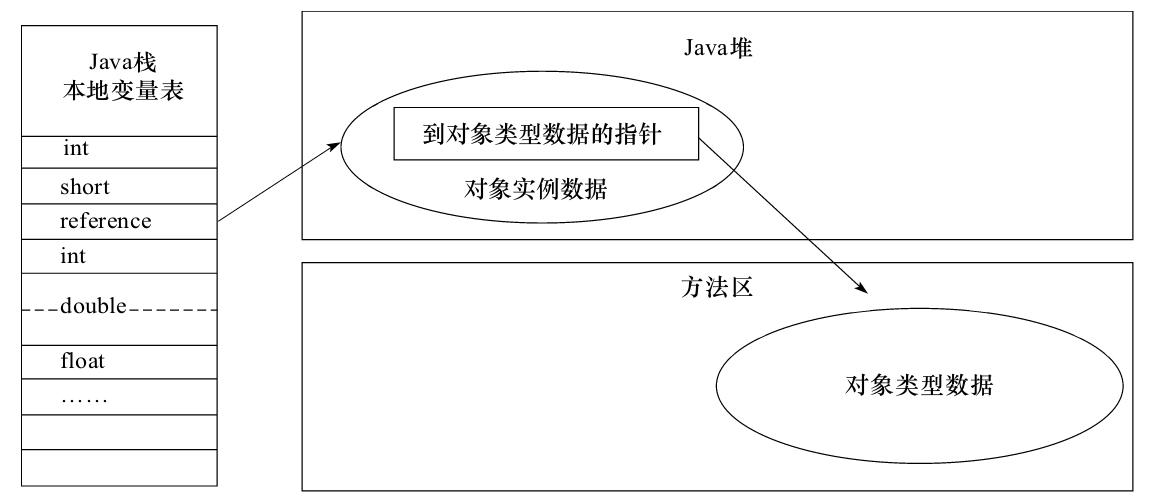 Java栈
本地变量表
int
short
reference
int
double
float
……
Java堆
到对象类型数据的指针
对象实例数据
方法区
对象类型数据